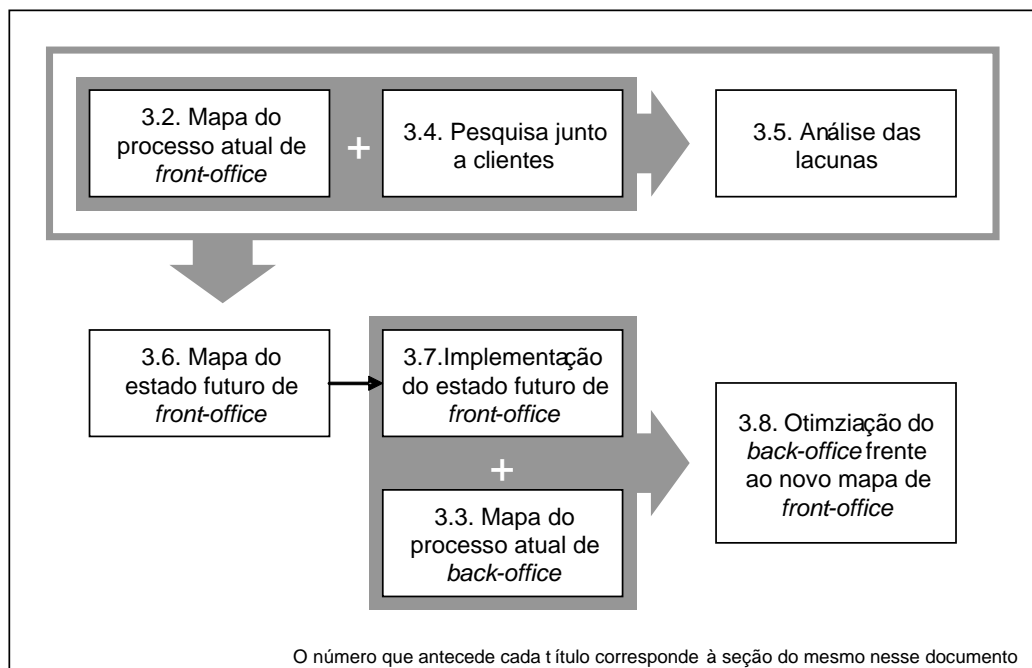 3.2. Mapa do
processo atual de
front-office
+
3.4. Pesquisa junto
a clientes
3.5. Análise das
lacunas
3.6. Mapa do
estado futuro de
front-office
3.7.Implementação
do estado futuro de
front-office
+
3.3. Mapa do
processo atual de
back-office
3.8. Otimziação do
back-office frente
ao novo mapa de
front-office
O número que antecede cada t ítulo corresponde à seção do mesmo nesse documento